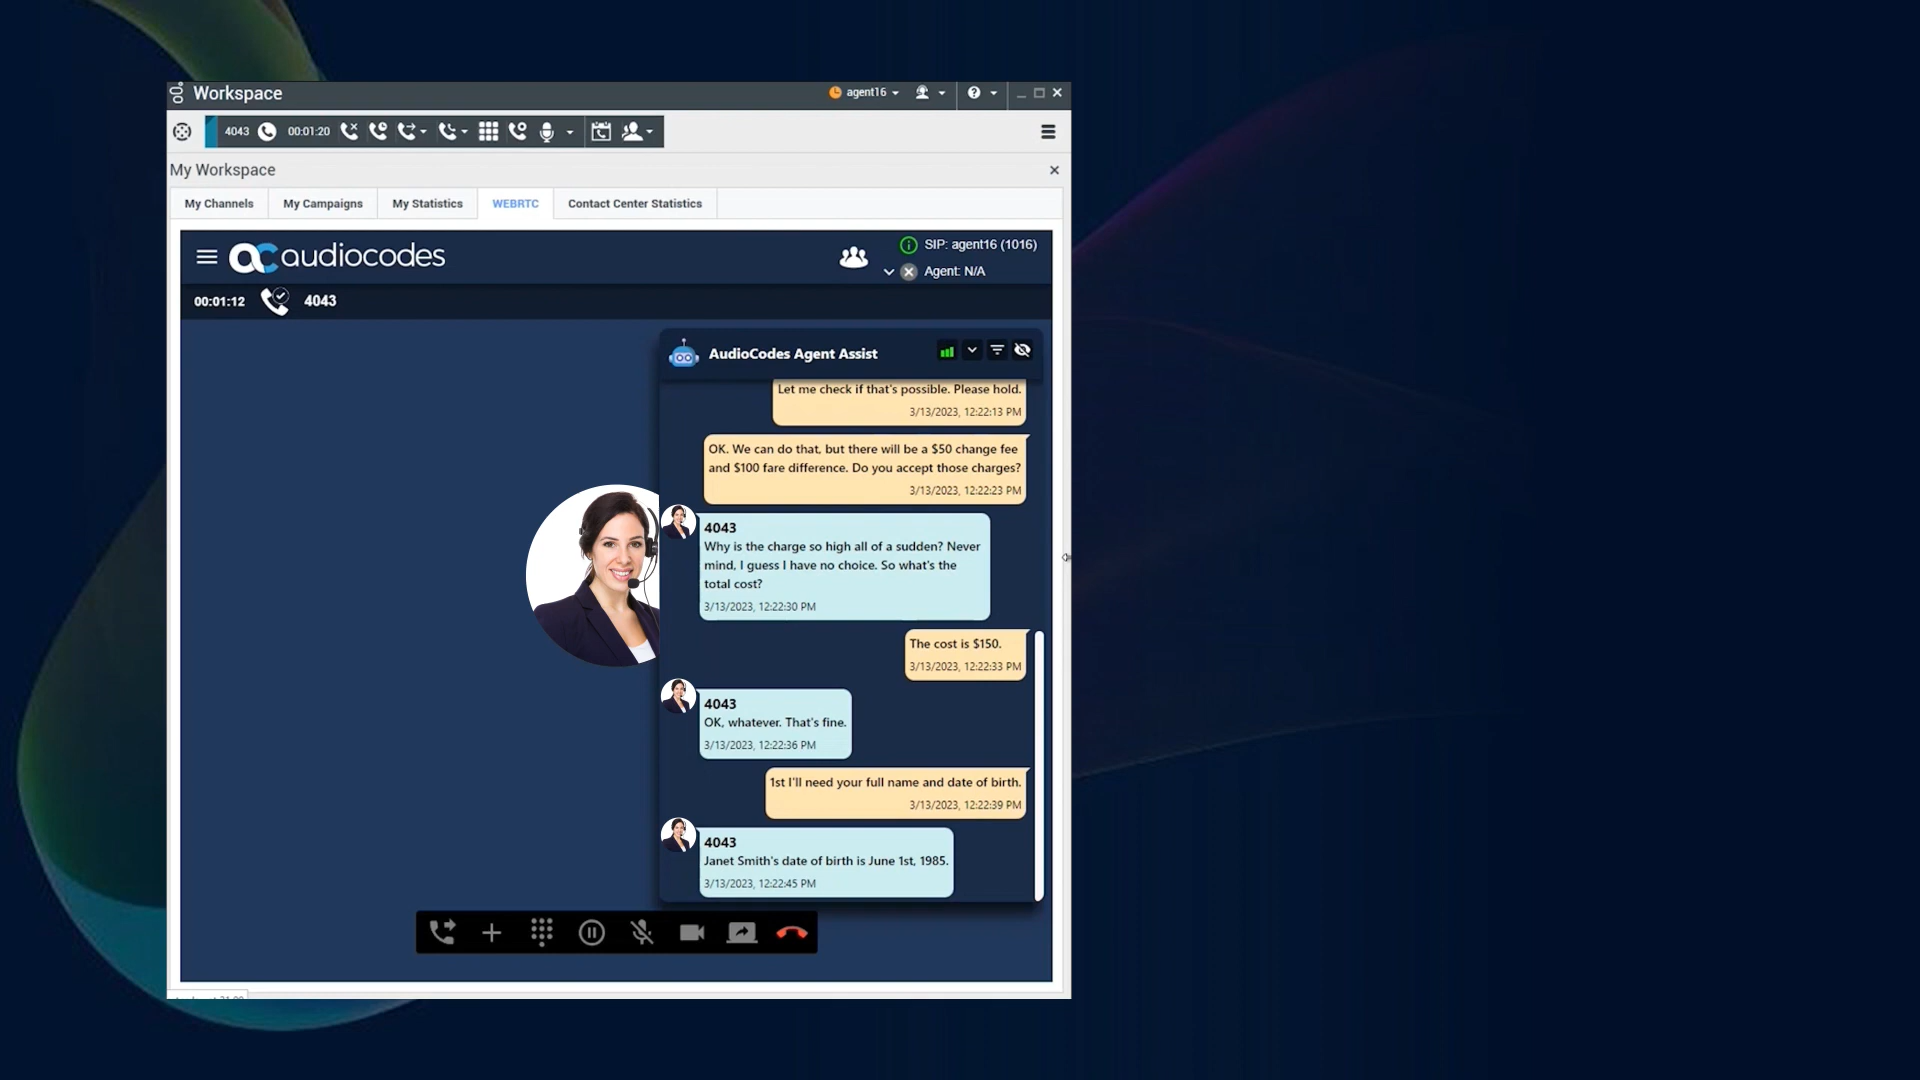 Workspace
agent16
4043
00:01:20
My Workspace
My Channels
My Campaigns
My Statistics
WEBRTC
Contact Center Statistics
ac audiocodes
SIP: agent16 (1016)
Agent: N/A
00:01:12
4043
AudioCodes Agent Assist
Let me check if that's possible. Please hold.
3/13/2023, 12:22:13 PM
OK. We can do that, but there will be a $50 change fee
and $100 fare difference. Do you accept those charges?
3/13/2023, 12:22:23 PM
4043
Why is the charge so high all of a sudden? Never
mind, I guess I have no choice. So what's the
total cost?
3/13/2023, 12:22:30 PM
The cost is $150.
3/13/2023, 12:22:33 PM
4043
OK, whatever. That's fine.
3/13/2023, 12:22:36 PM
1st I'll need your full name and date of birth.
3/13/2023, 12:22:39 PM
4043
Janet Smith's date of birth is June 1st, 1985.
3/13/2023, 12:22:45 PM